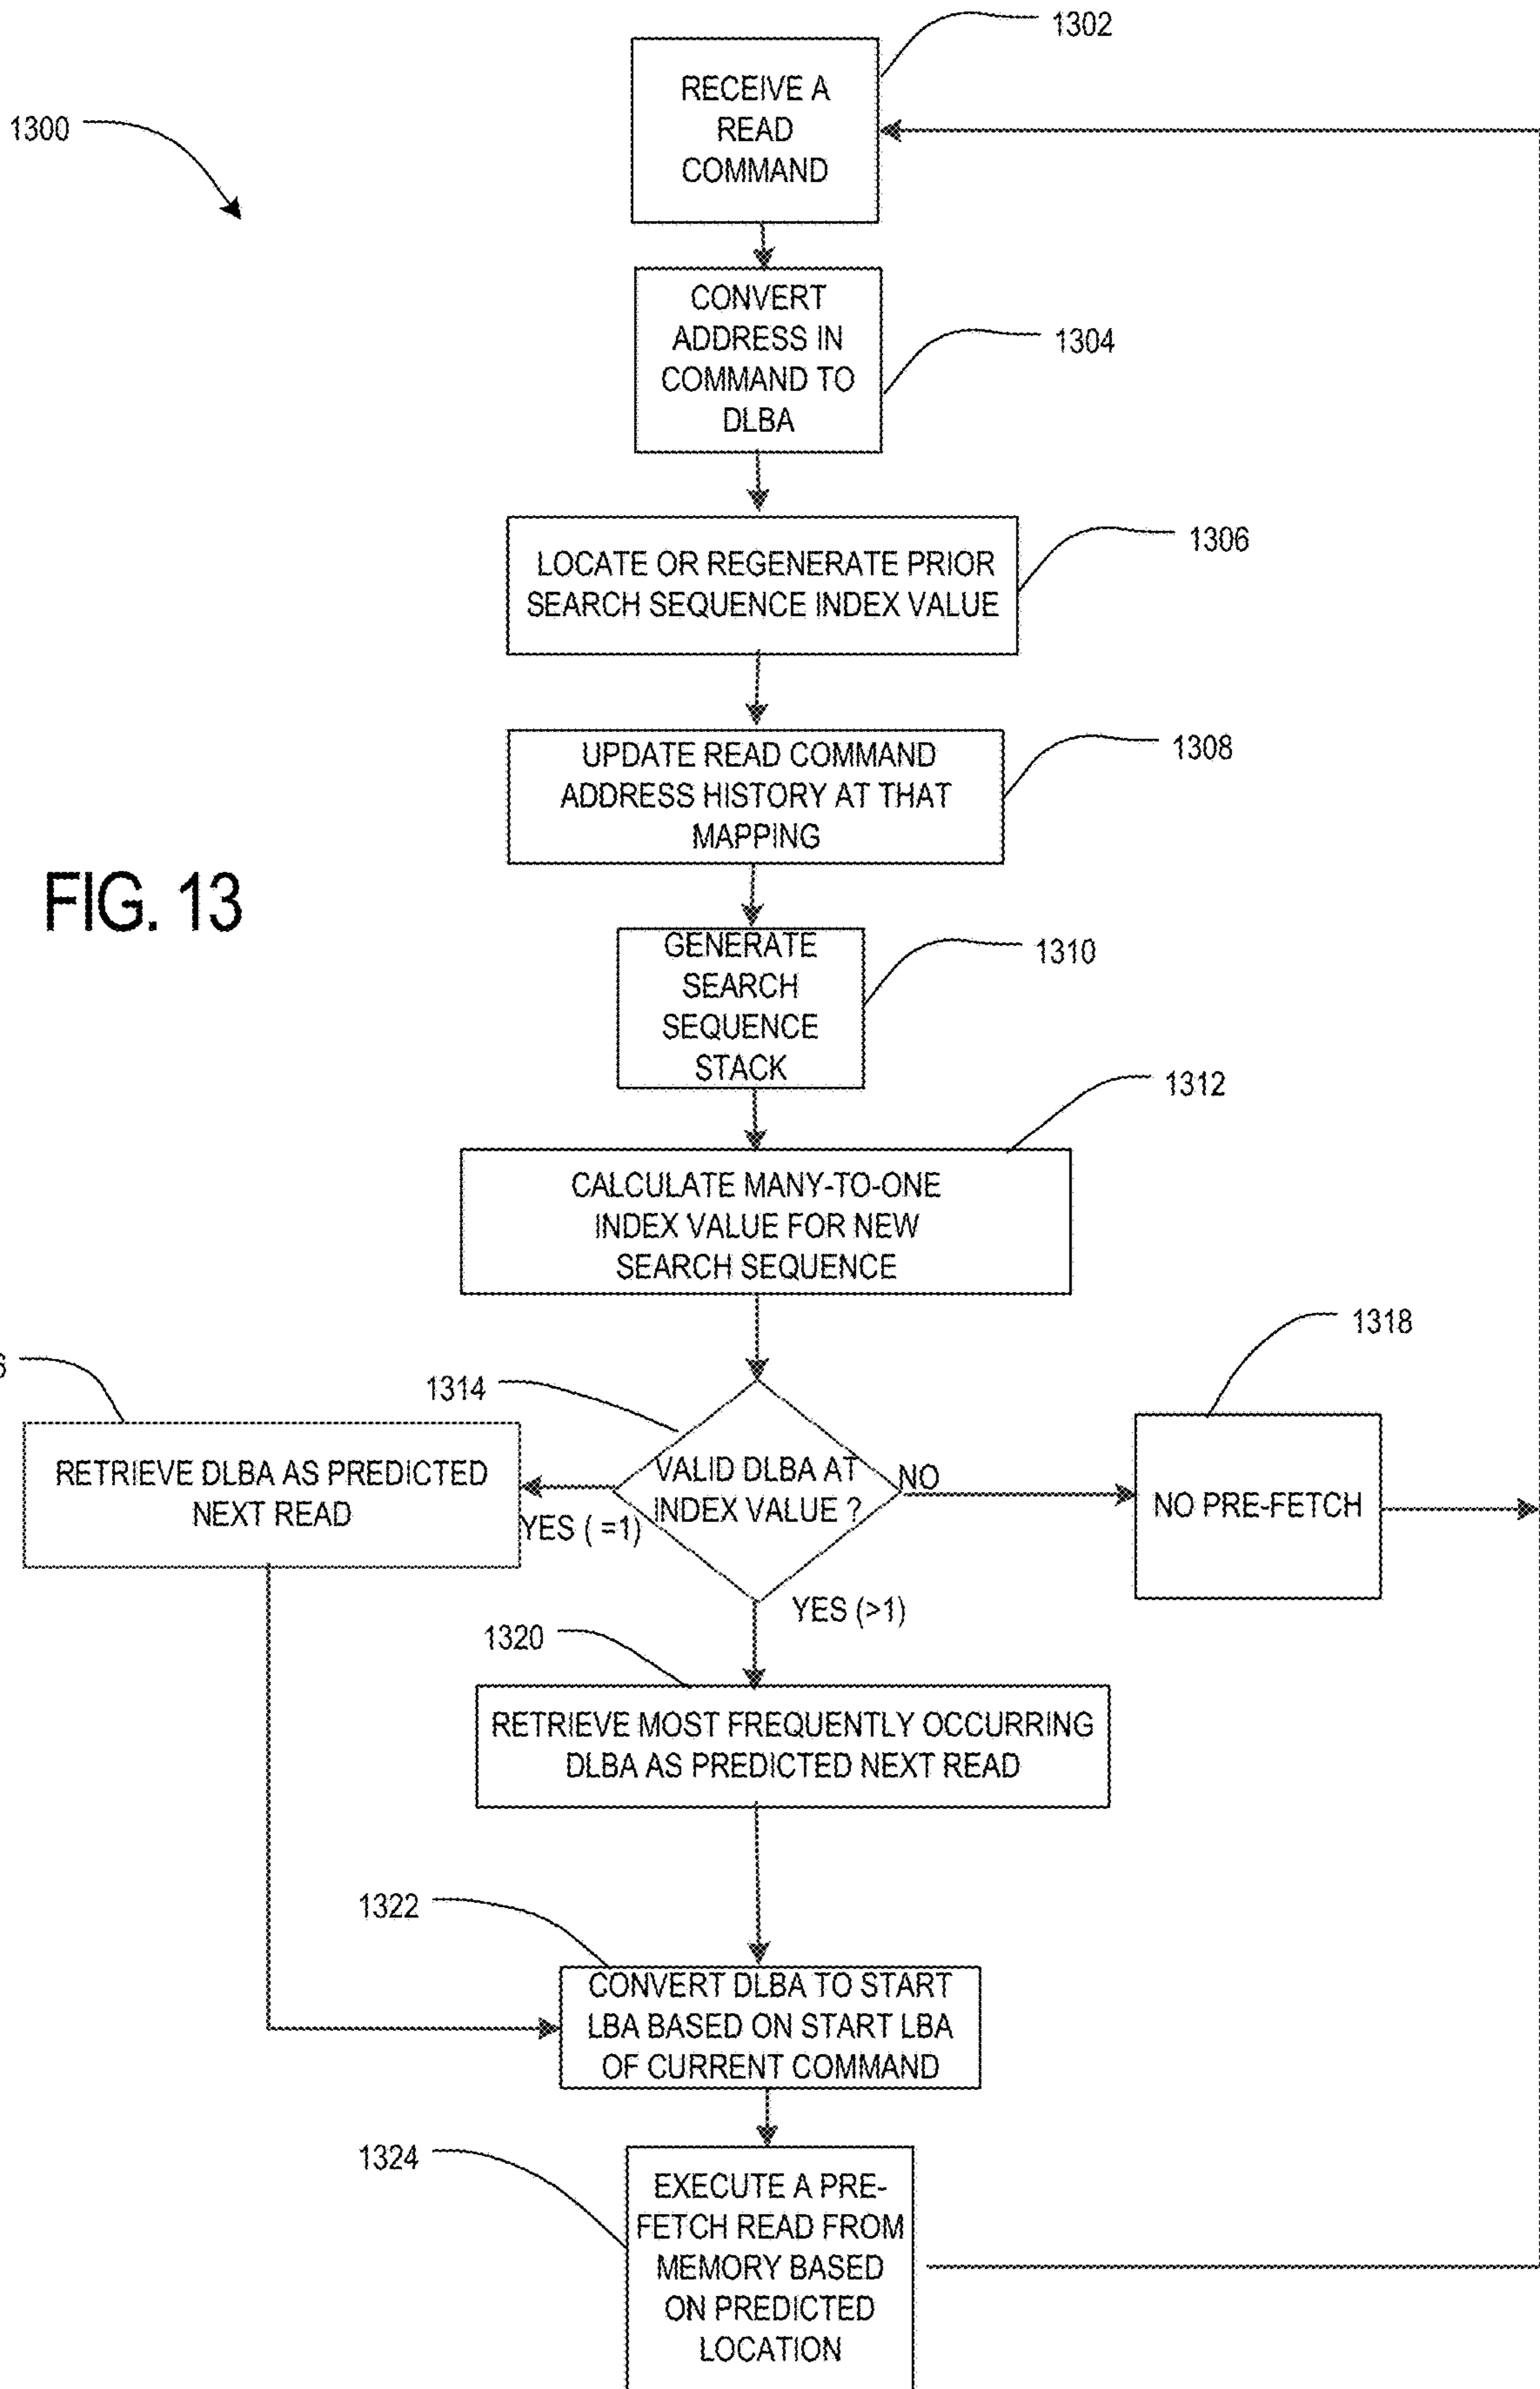 1302
RECEIVE A
READ
COMMAND
1300
CONVERT
ADDRESS IN
COMMAND TO
DLBA
1304
1306
LOCATE OR REGENERATE PRIOR
SEARCH SEQUENCE INDEX VALUE
1308
UPDATE READ COMMAND
ADDRESS HISTORY AT THAT
MAPPING
FIG. 13
GENERATE
SEARCH
SEQUENCE
STACK
1310
1312
CALCULATE MANY-TO-ONE
INDEX VALUE FOR NEW
SEARCH SEQUENCE
1318
6
1314
RETRIEVE DLBA AS PREDICTED
NEXT READ
YES ( =1)
VALID DLBA AT
INDEX VALUE ?
NO
NO PRE-FETCH
YES (>1)
1320
RETRIEVE MOST FREQUENTLY OCCURRING
DLBA AS PREDICTED NEXT READ
1322
CONVERT DLBA TO START
LBA BASED ON START LBA
OF CURRENT COMMAND
1324
EXECUTE A PRE-
FETCH READ FROM
MEMORY BASED
ON PREDICTED
LOCATION